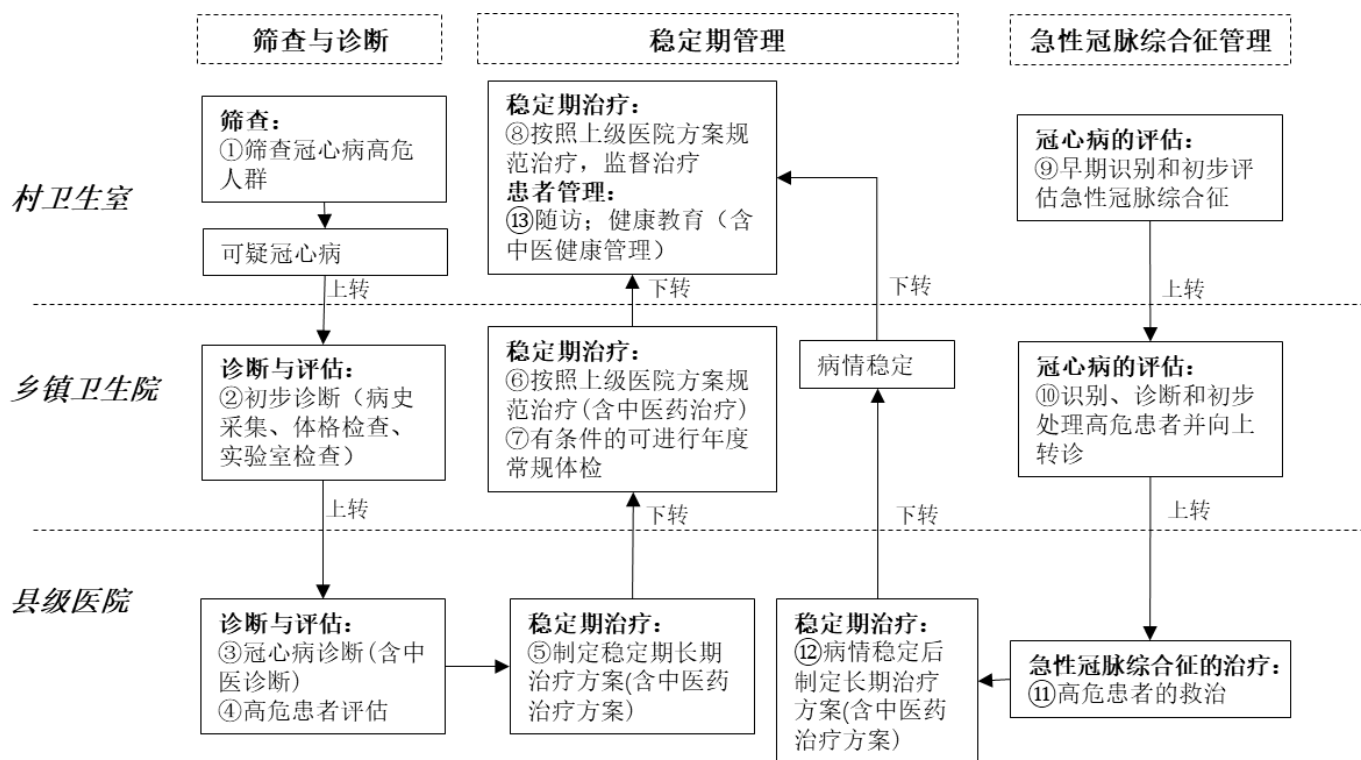 筛查与诊断
稳定期管理
急性冠脉综合征管理
村卫生室
筛查：
①筛查冠心病高危
人群
可疑冠心病
上转
稳定期治疗：
⑧按照上级医院方案规
范治疗，监督治疗
患者管理：
⑬随访；健康教育（含
中医健康管理）
下转
下转
冠心病的评估：
⑨早期识别和初步评
估急性冠脉综合征
上转
乡镇卫生院
诊断与评估：
②初步诊断（病史
采集、体格检查、
实验室检查）
上转
稳定期治疗：
⑥按照上级医院方案规
范治疗(含中医药治疗)
⑦有条件的可进行年度
常规体检
下转
病情稳定
下转
冠心病的评估：
⑩识别、诊断和初步
处理高危患者并向上
转诊
上转
县级医院
诊断与评估：
③冠心病诊断(含中
医诊断)
④高危患者评估
稳定期治疗：
⑤制定稳定期长期
治疗方案(含中医药
治疗方案）
稳定期治疗：
⑫病情稳定后
制定长期治疗
方案(含中医药
治疗方案）
急性冠脉综合征的治疗：
⑪高危患者的救治